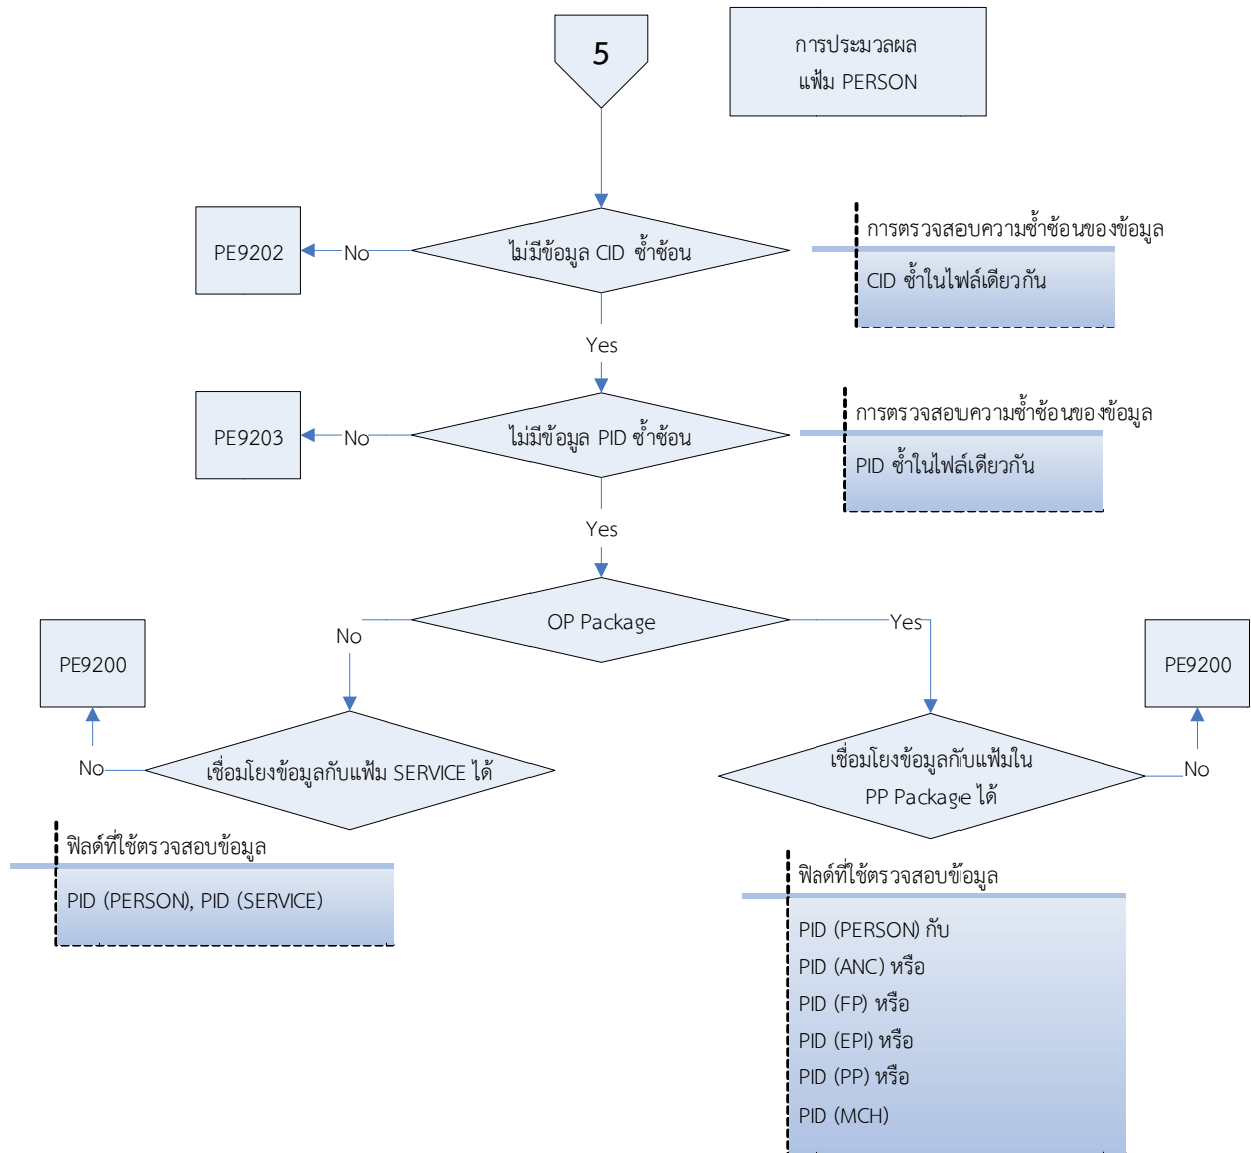 5
การประมวลผล
แฟ้ม PERSON
ไม่มีข้อมูล CID ซ้ำซ้อน
No
PE9202
การตรวจสอบความซ้ำซ้อนของข้อมูล
CID ซ้ำในไฟล์เดียวกัน
Yes
ไม่มีข้อมูล PID ซ้ำซ้อน
No
PE9203
การตรวจสอบความซ้ำซ้อนของข้อมูล
PID ซ้ำในไฟล์เดียวกัน
Yes
OP Package
No
Yes
PE9200
PE9200
เชื่อมโยงข้อมูลกับแฟ้ม SERVICE ได้
No
เชื่อมโยงข้อมูลกับแฟ้มใน
PP Package ได้
No
ฟิลด์ที่ใช้ตรวจสอบข้อมูล
PID (PERSON), PID (SERVICE)
ฟิลด์ที่ใช้ตรวจสอบข้อมูล
PID (PERSON) กับ
PID (ANC) หรือ
PID (FP) หรือ
PID (EPI) หรือ
PID (PP) หรือ
PID (MCH)